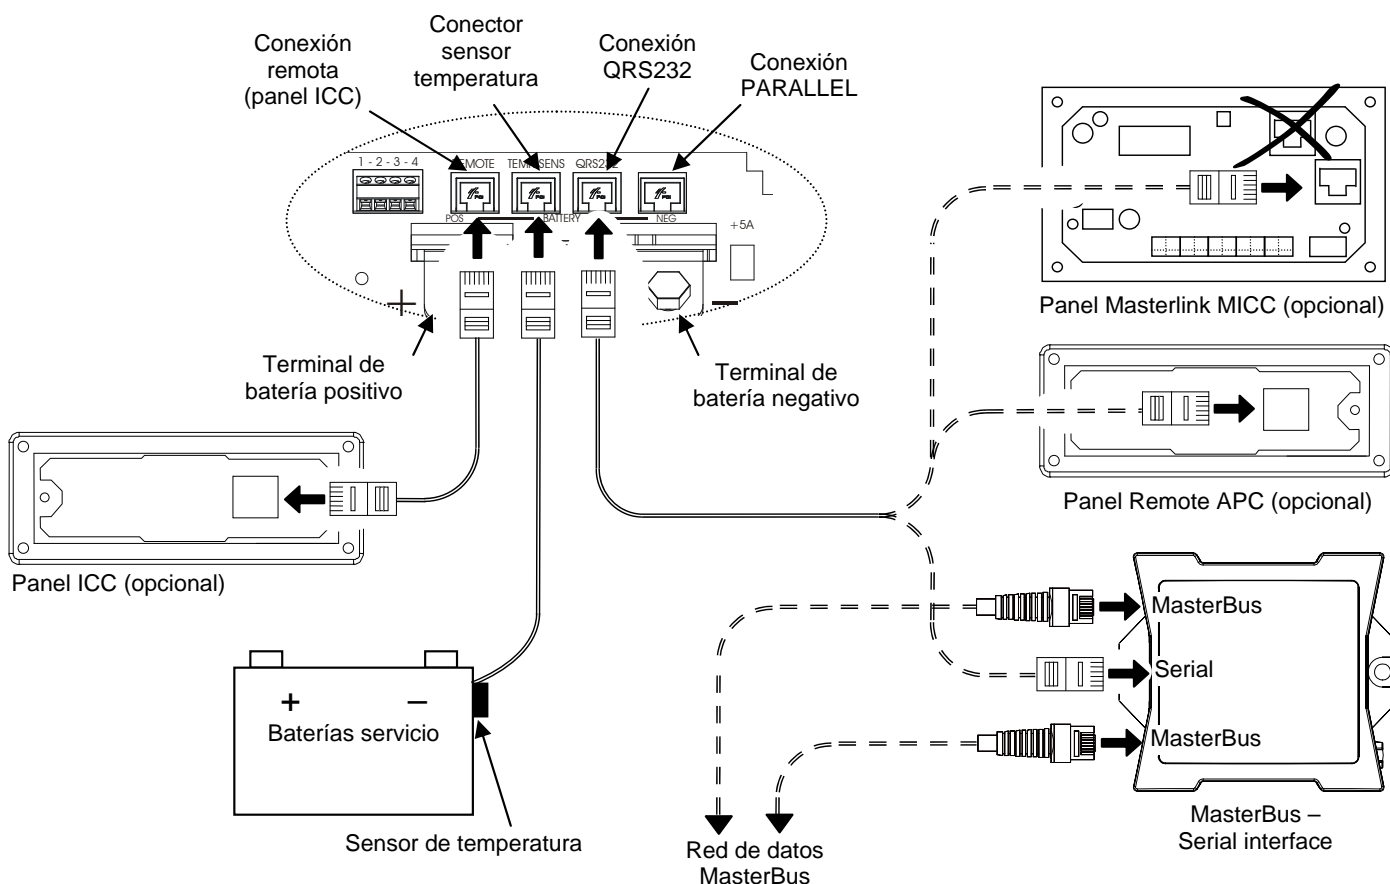 Conexión
remota
(panel ICC)
Conector
sensor
temperatura
Conexión
QRS232
Conexión
PARALLEL
1 - 2 - 3 - 4
REMOTE
QRS232
POS
BATTERY
NEG
+5A
+
–
Terminal de
batería positivo
Terminal de
batería negativo
Panel Masterlink MICC (opcional)
Panel Remote APC (opcional)
Panel ICC (opcional)
MasterBus
Serial
MasterBus
MasterBus –
Serial interface
+ –
Baterías servicio
Sensor de temperatura
Red de datos
MasterBus